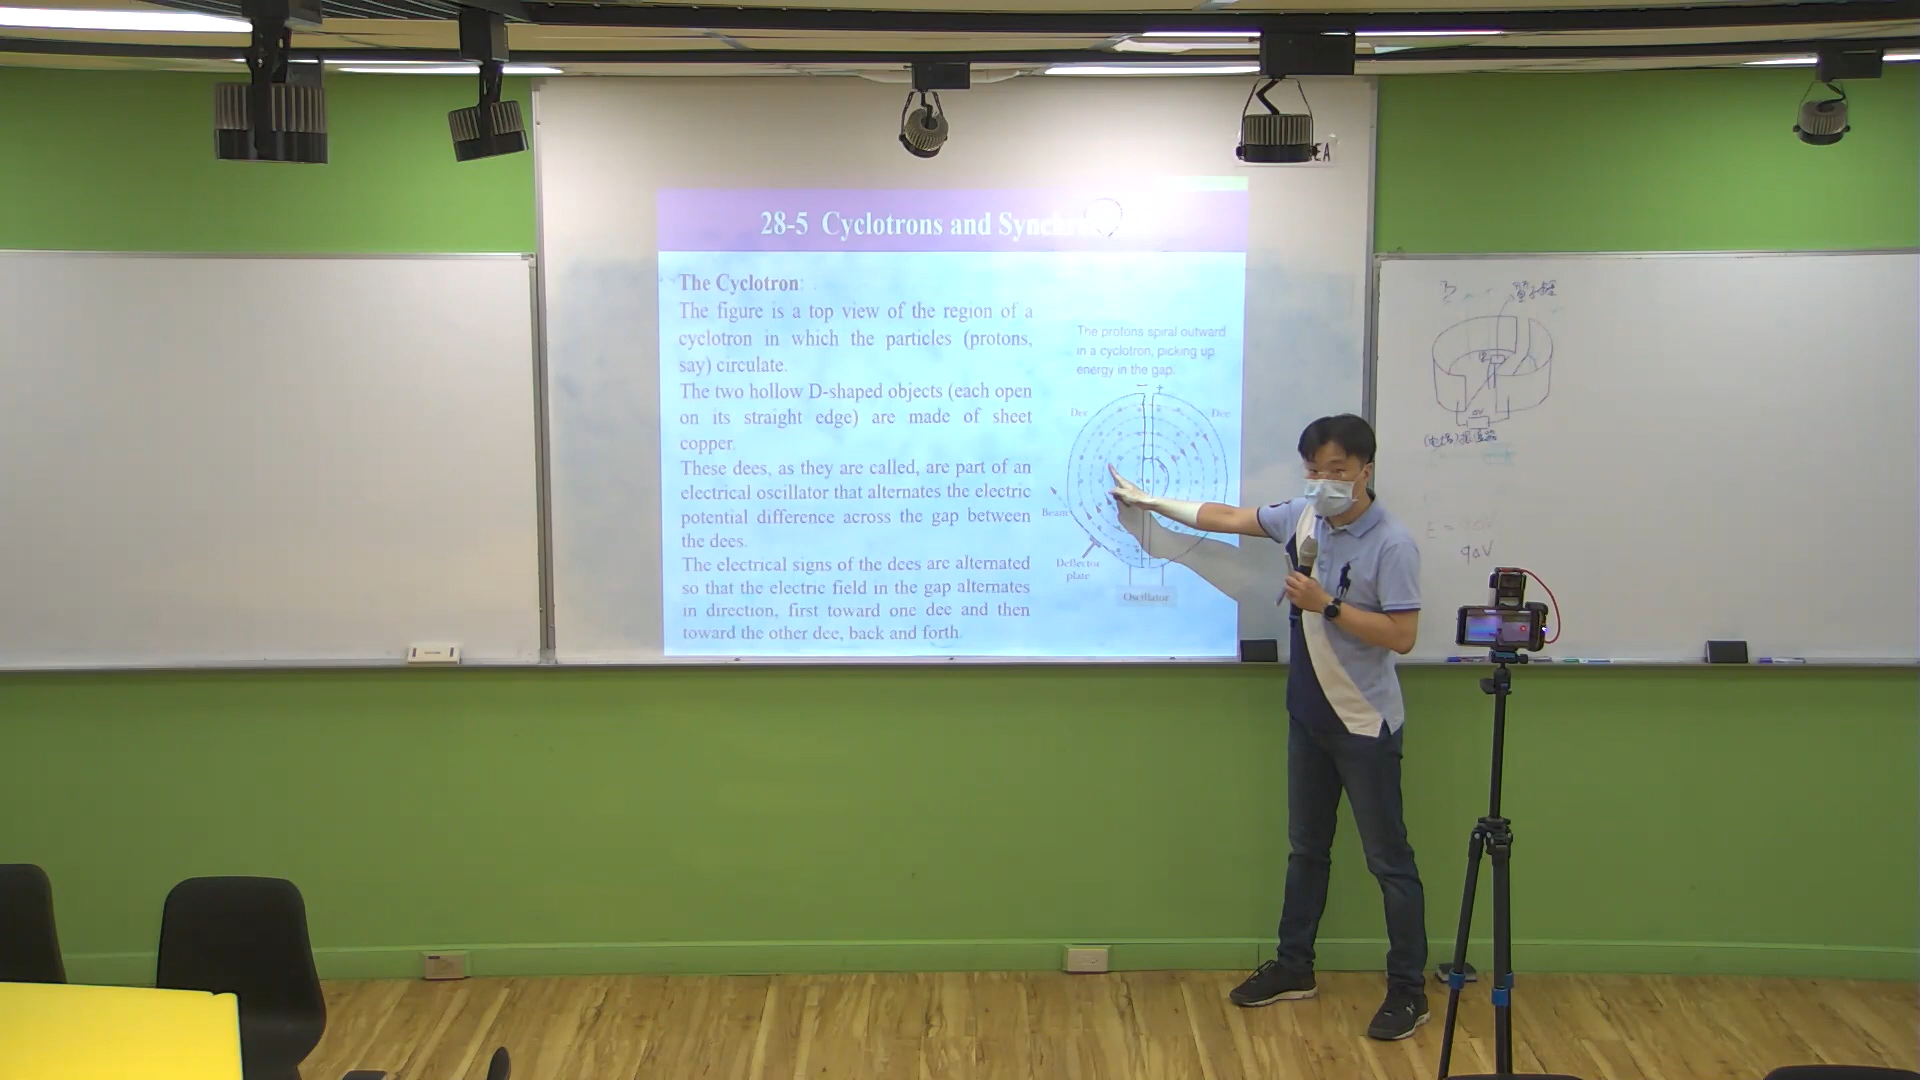 EA
28-5 Cyclotrons and
The Cyclotron:
The figure is a top view of the region of a
cyclotron in which the particles (protons,
say) circulate.
The two hollow D-shaped objects (each open
on its straight edge) are made of sheet
copper.
These dees, as they are called, are part of an
electrical oscillator that alternates the electric
potential difference across the gap between
the dees.
The electrical signs of the dees are alternated
so that the electric field in the gap alternates
in direction, first toward one dee and then
toward the other dee, back and forth.
The protons spiral outward
in a cyclotron, picking up
energy in the gap.
Dee
Dee
Beam
Deflector
plate
Oscillator
ΔV
E =
qΔV